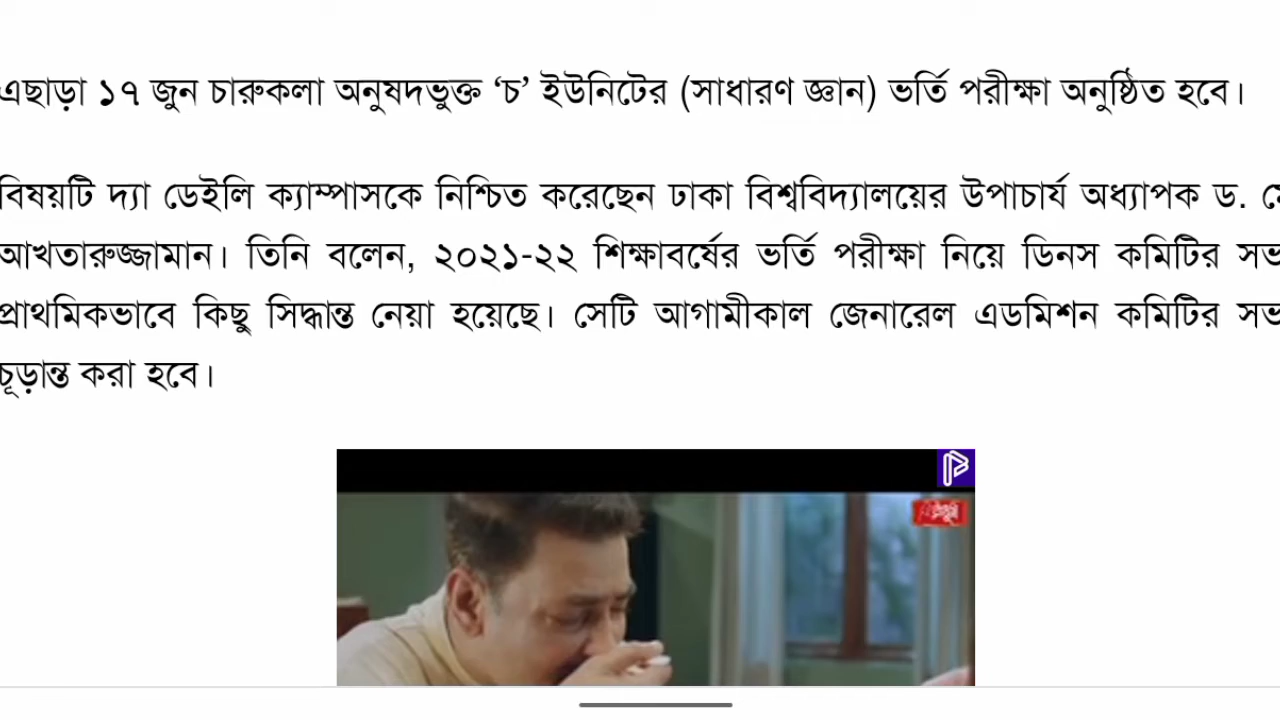 এছাড়া ১৭ জুন চারুকলা অনুষদভুক্ত ‘চ’ ইউনিটের (সাধারণ জ্ঞান) ভর্তি পরীক্ষা অনুষ্ঠিত হবে।
বিষয়টি দ্যা ডেইলি ক্যাম্পাসকে নিশ্চিত করেছেন ঢাকা বিশ্ববিদ্যালয়ের উপাচার্য অধ্যাপক ড.
আখতারুজ্জামান। তিনি বলেন, ২০২১-২২ শিক্ষাবর্ষের ভর্তি পরীক্ষা নিয়ে ডিনস কমিটির সভ
প্রাথমিকভাবে কিছু সিদ্ধান্ত নেয়া হয়েছে। সেটি আগামীকাল জেনারেল এডমিশন কমিটির সভ
চূড়ান্ত করা হবে।